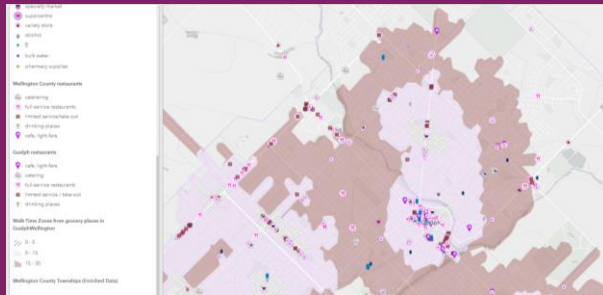 specialty market
supercentre
variety store
alcohol
bulk water
pharmacy supplies
Wellington County restaurants
catering
full-service restaurants
limited service/take out
drinking places
cafe, light fare
Guelph restaurants
cafe, light fare
catering
full-service restaurants
limited service / take out
drinking places
Walk Time Zones from grocery places in
Guelph/Wellington
0 - 5
5 - 15
15 - 30
Wellington County Townships (Enriched Data)